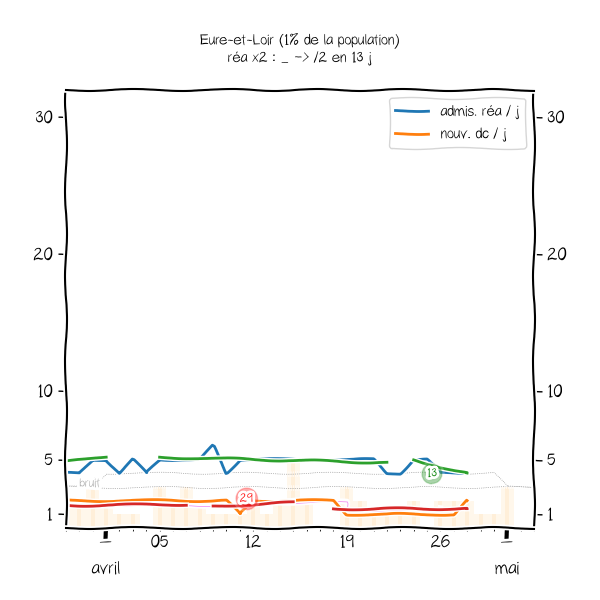 Eure-et-Loir (1% de la population)
réa x2 : _ -> /2 en 13 j
admis. réa / j
nouv. dc / j
30
30
20
20
10
10
5
5
1
1
__ bruit
13
29
05
12
19
26
avril
mai